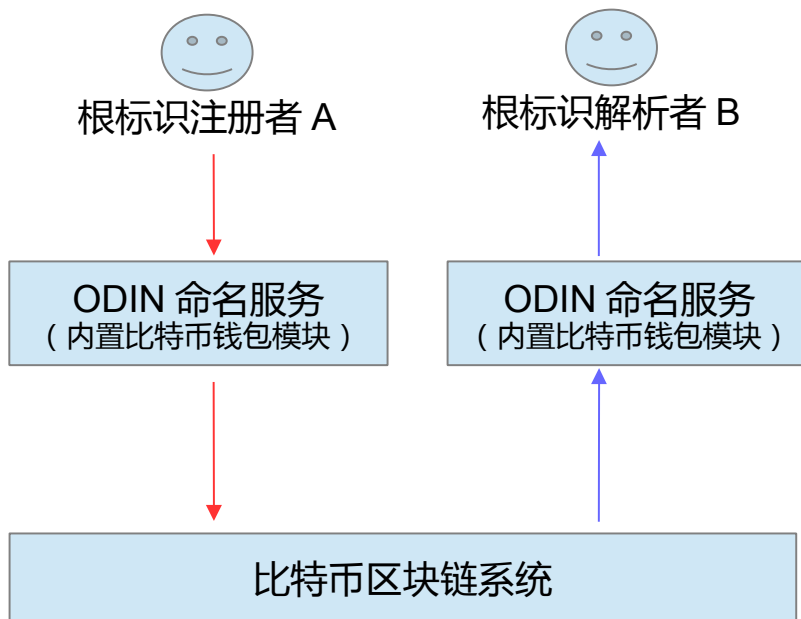 根标识注册者 A
根标识解析者 B
ODIN 命名服务
（内置比特币钱包模块）
ODIN 命名服务
（内置比特币钱包模块）
比特币区块链系统